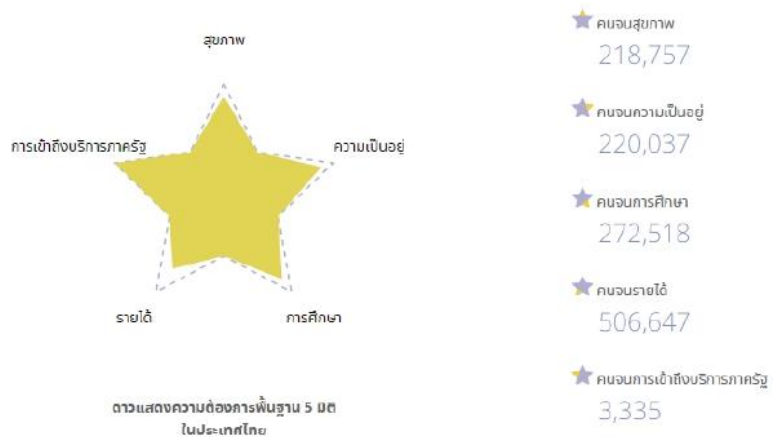 สุขภาพ
การเข้าถึงบริการภาครัฐ
ความเป็นอยู่
รายได้
การศึกษา
ดาวแสดงความต้องการพื้นฐาน 5 มิติ
ในประเทศไทย
คนจนสุขภาพ
218,757
คนจนความเป็นอยู่
220,037
คนจนการศึกษา
272,518
คนจนรายได้
506,647
คนจนการเข้าถึงบริการภาครัฐ
3,335